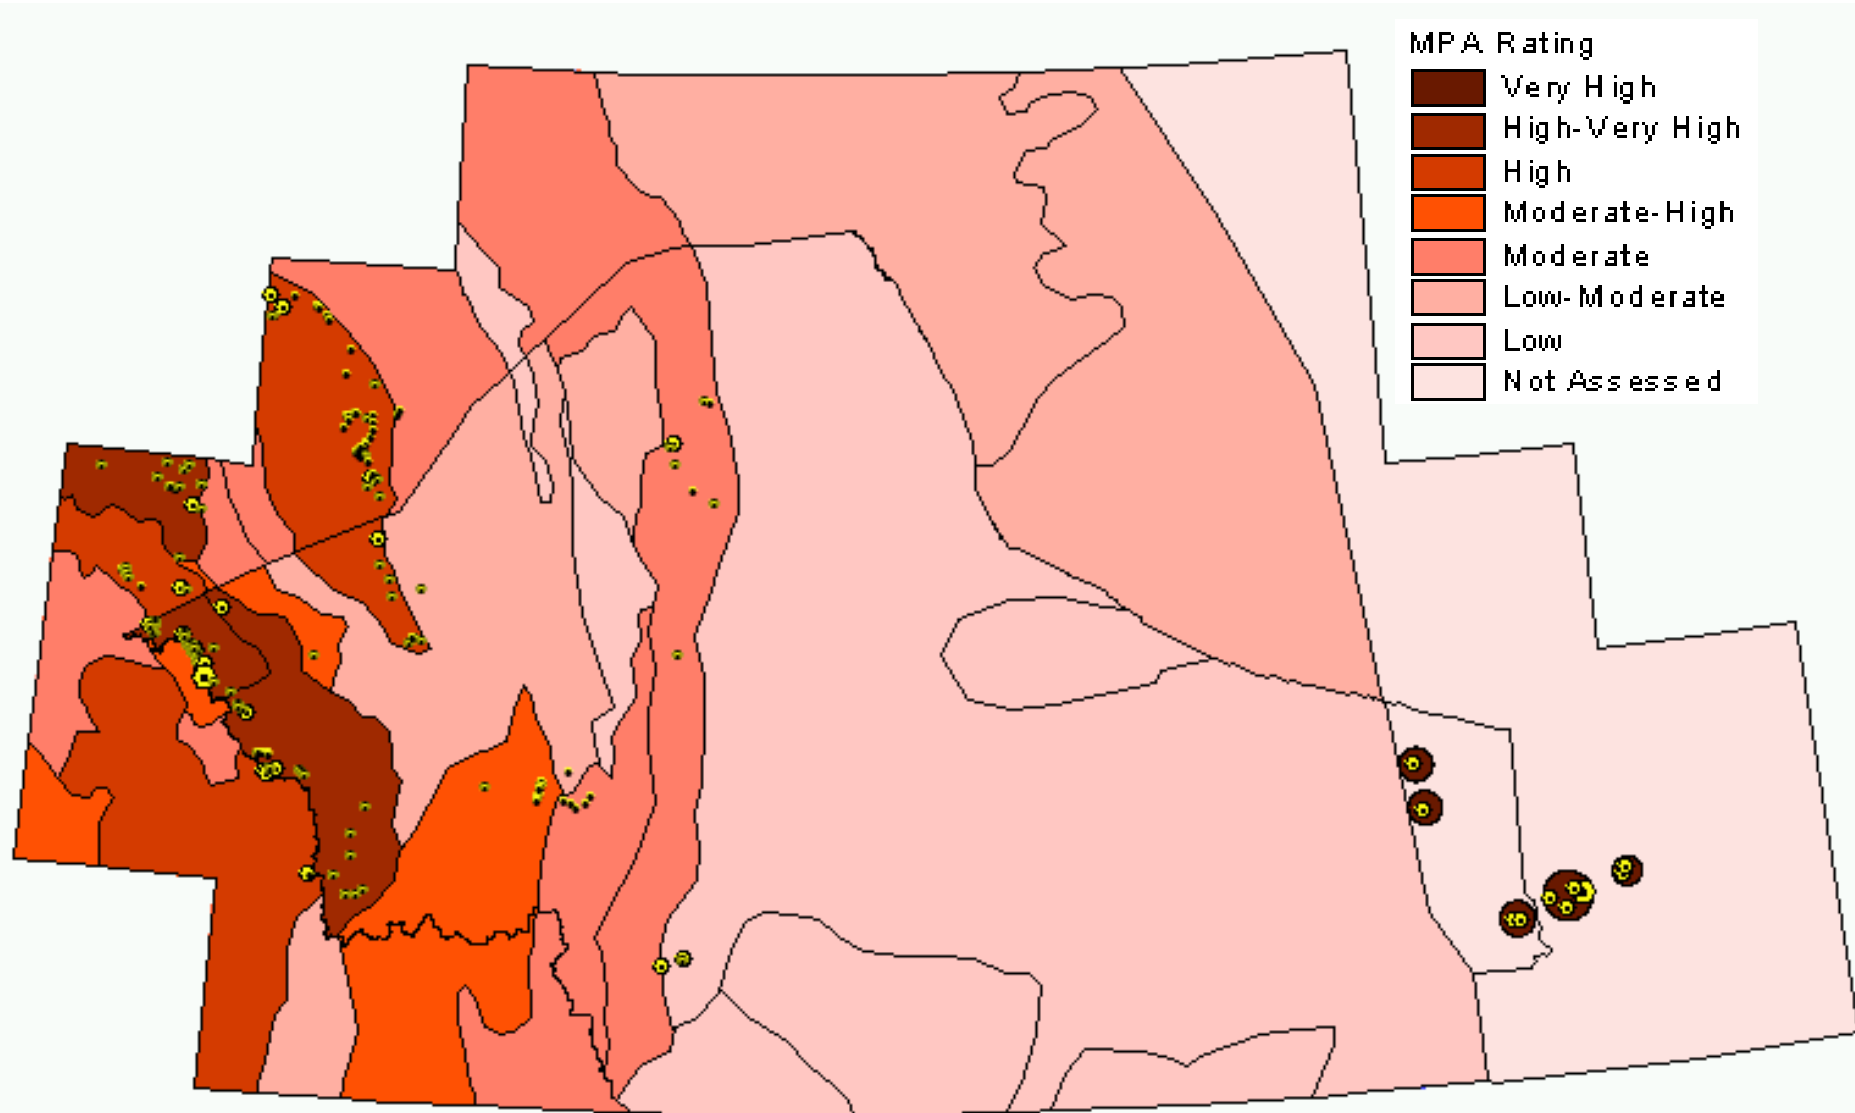 MPA Rating
Very High
High-Very High
High
Moderate-High
Moderate
Low-Moderate
Low
Not Assessed